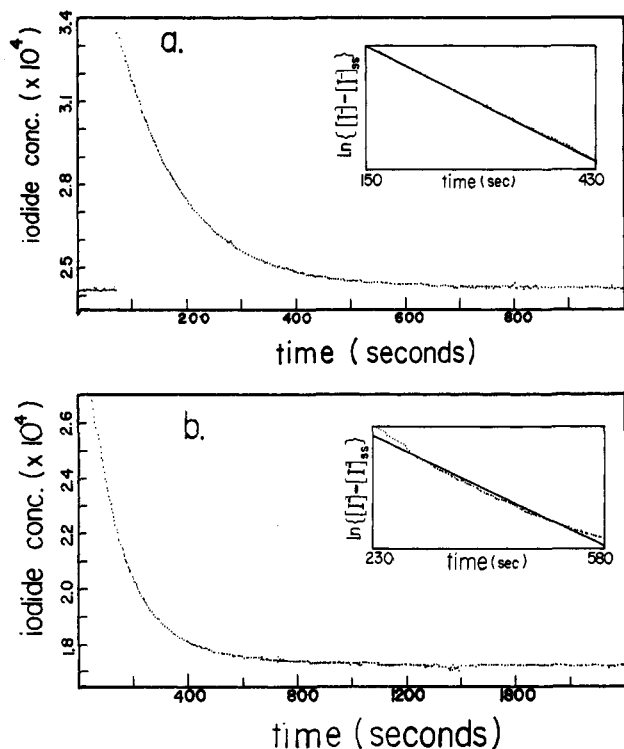 a.
iodide conc. (x 10⁴)
3.4
3.1
2.8
2.5
200 400 600 800
time (seconds)
ln{[I⁻]-[I⁻]ss}
150 430
time(sec)
b.
iodide conc. (x 10⁴)
2.6
2.4
2.2
2.0
1.8
400 800 1200 1800
time (seconds)
ln{[I⁻]-[I⁻]ss}
230 580
time(sec)